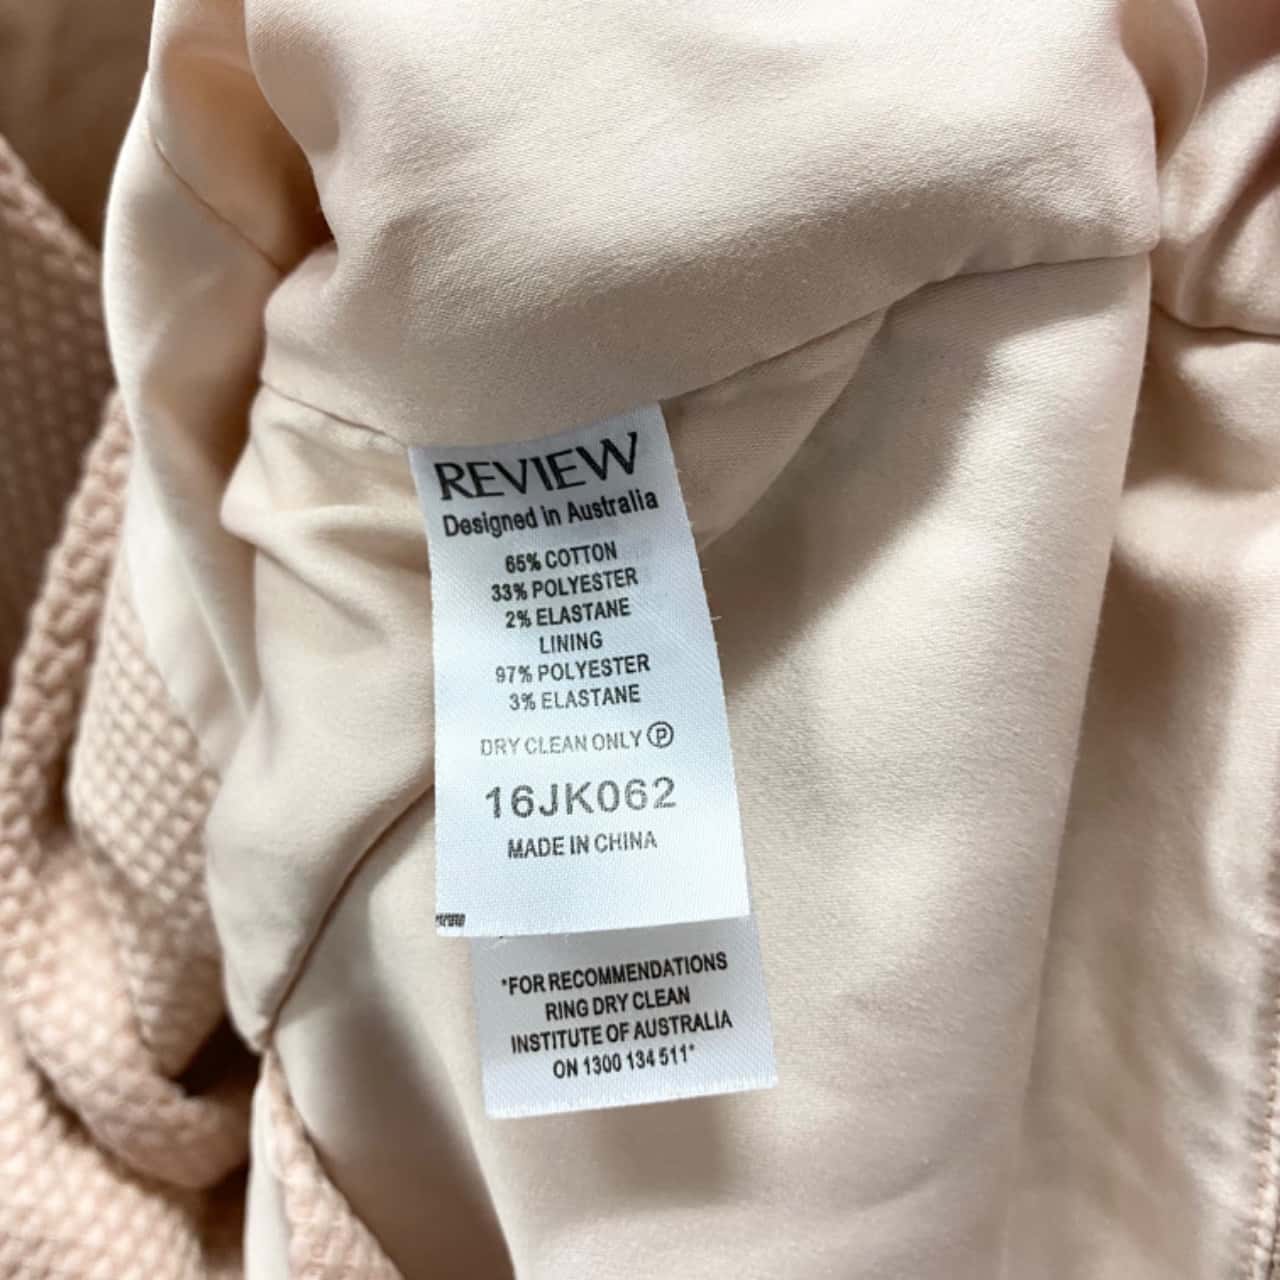 REVIEW
Designed in Australia
65% COTTON
33% POLYESTER
2% ELASTANE
LINING
97% POLYESTER
3% ELASTANE
DRY CLEAN ONLY Ⓟ
16JK062
MADE IN CHINA
*FOR RECOMMENDATIONS
RING DRY CLEAN
INSTITUTE OF AUSTRALIA
ON 1300 134 511*